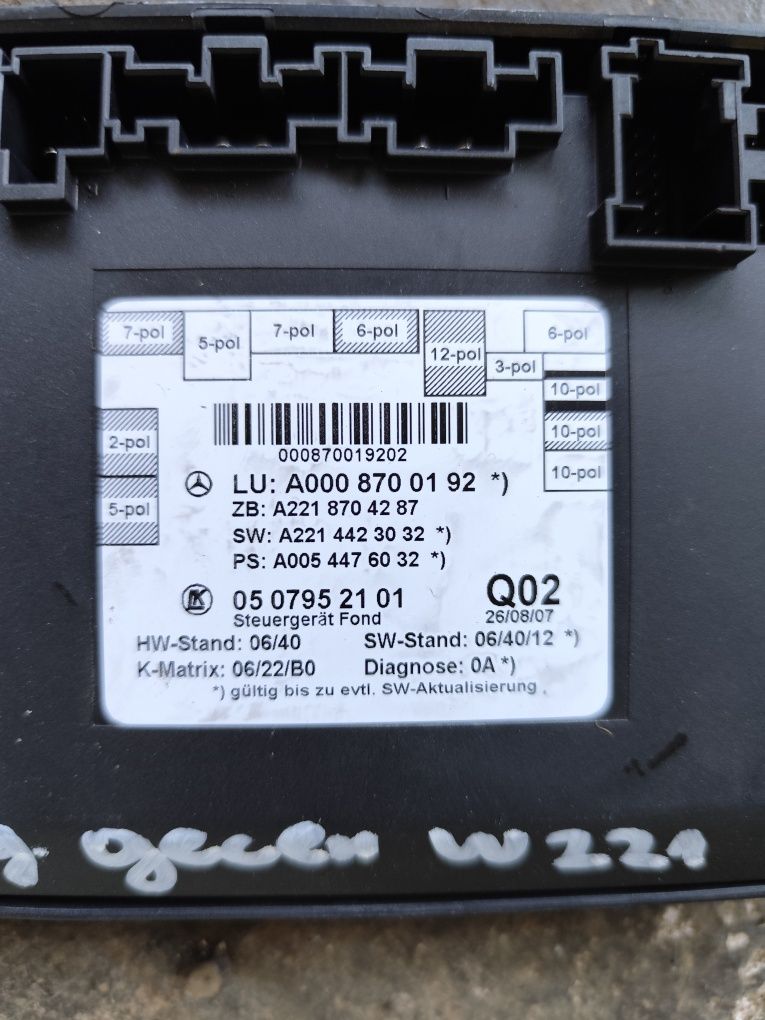 7-pol
5-pol
7-pol
6-pol
12-pol
3-pol
6-pol
10-pol
10-pol
10-pol
2-pol
5-pol
000870019202
LU: A000 870 01 92 *)
ZB: A221 870 42 87
SW: A221 442 30 32 *)
PS: A005 447 60 32 *)
05 0795 21 01
Q02
Steuergerät Fond
26/08/07
HW-Stand: 06/40
SW-Stand: 06/40/12 *)
K-Matrix: 06/22/B0
Diagnose: 0A *)
*) gültig bis zu evtl. SW-Aktualisierung
W221